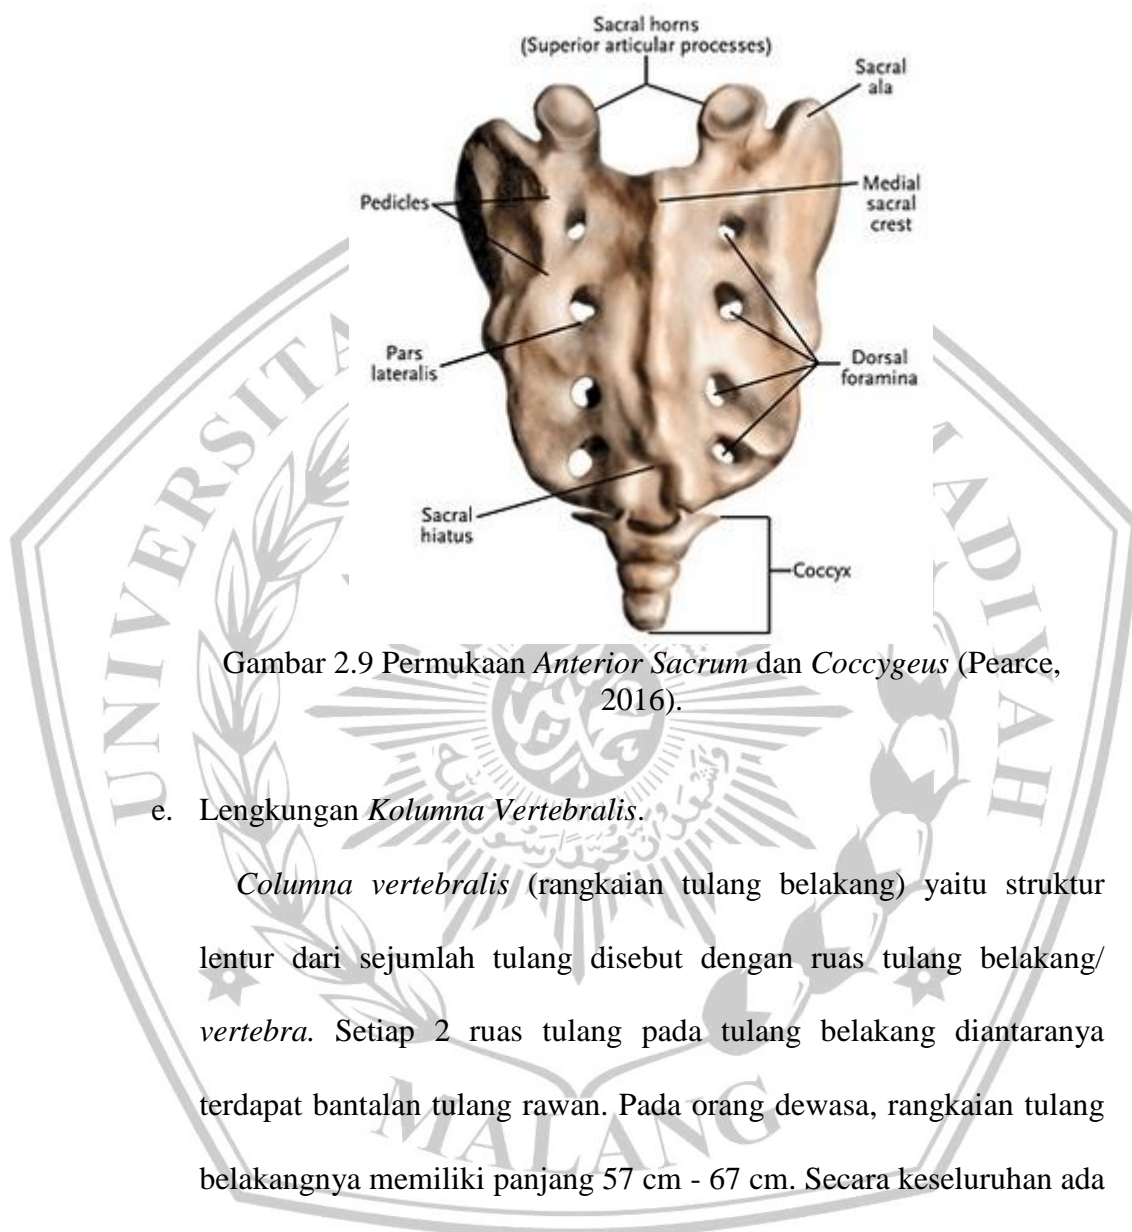 Sacral horns
(Superior articular processes)
Sacral
ala
Pedicles
Medial
sacral
crest
Pars
lateralis
Dorsal
foramina
Sacral
hiatus
Coccyx
Gambar 2.9 Permukaan Anterior Sacrum dan Coccygeus (Pearce,
2016).
e. Lengkungan Kolumna Vertebralis.
Columna vertebralis (rangkaian tulang belakang) yaitu struktur
lentur dari sejumlah tulang disebut dengan ruas tulang belakang/
vertebra. Setiap 2 ruas tulang pada tulang belakang diantaranya
terdapat bantalan tulang rawan. Pada orang dewasa, rangkaian tulang
belakangnya memiliki panjang 57 cm - 67 cm. Secara keseluruhan ada
MALANG